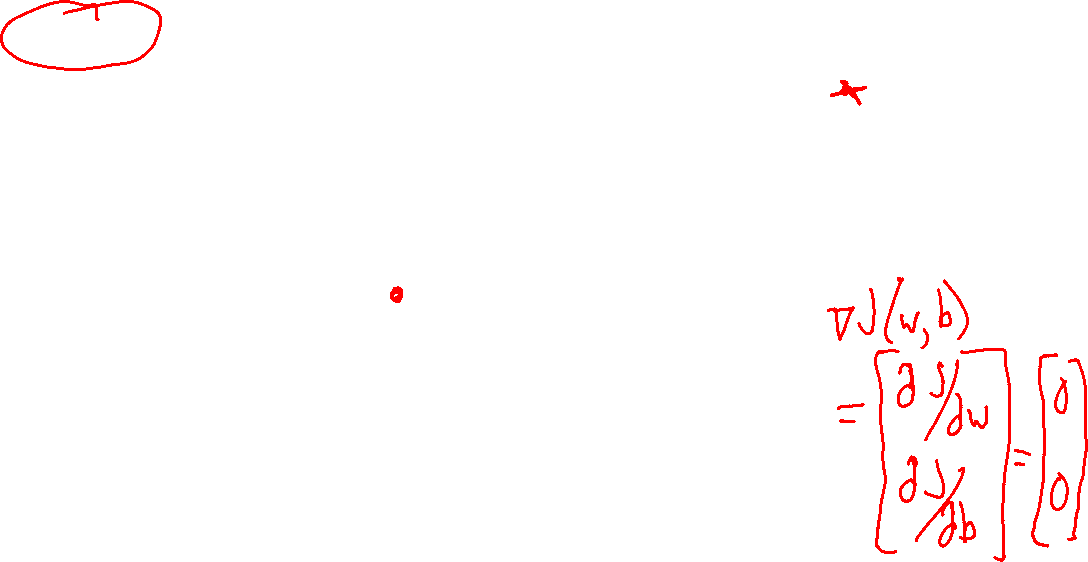 ∇J(w,b)
= [∂J/∂w ∂J/∂b] = [0 0]